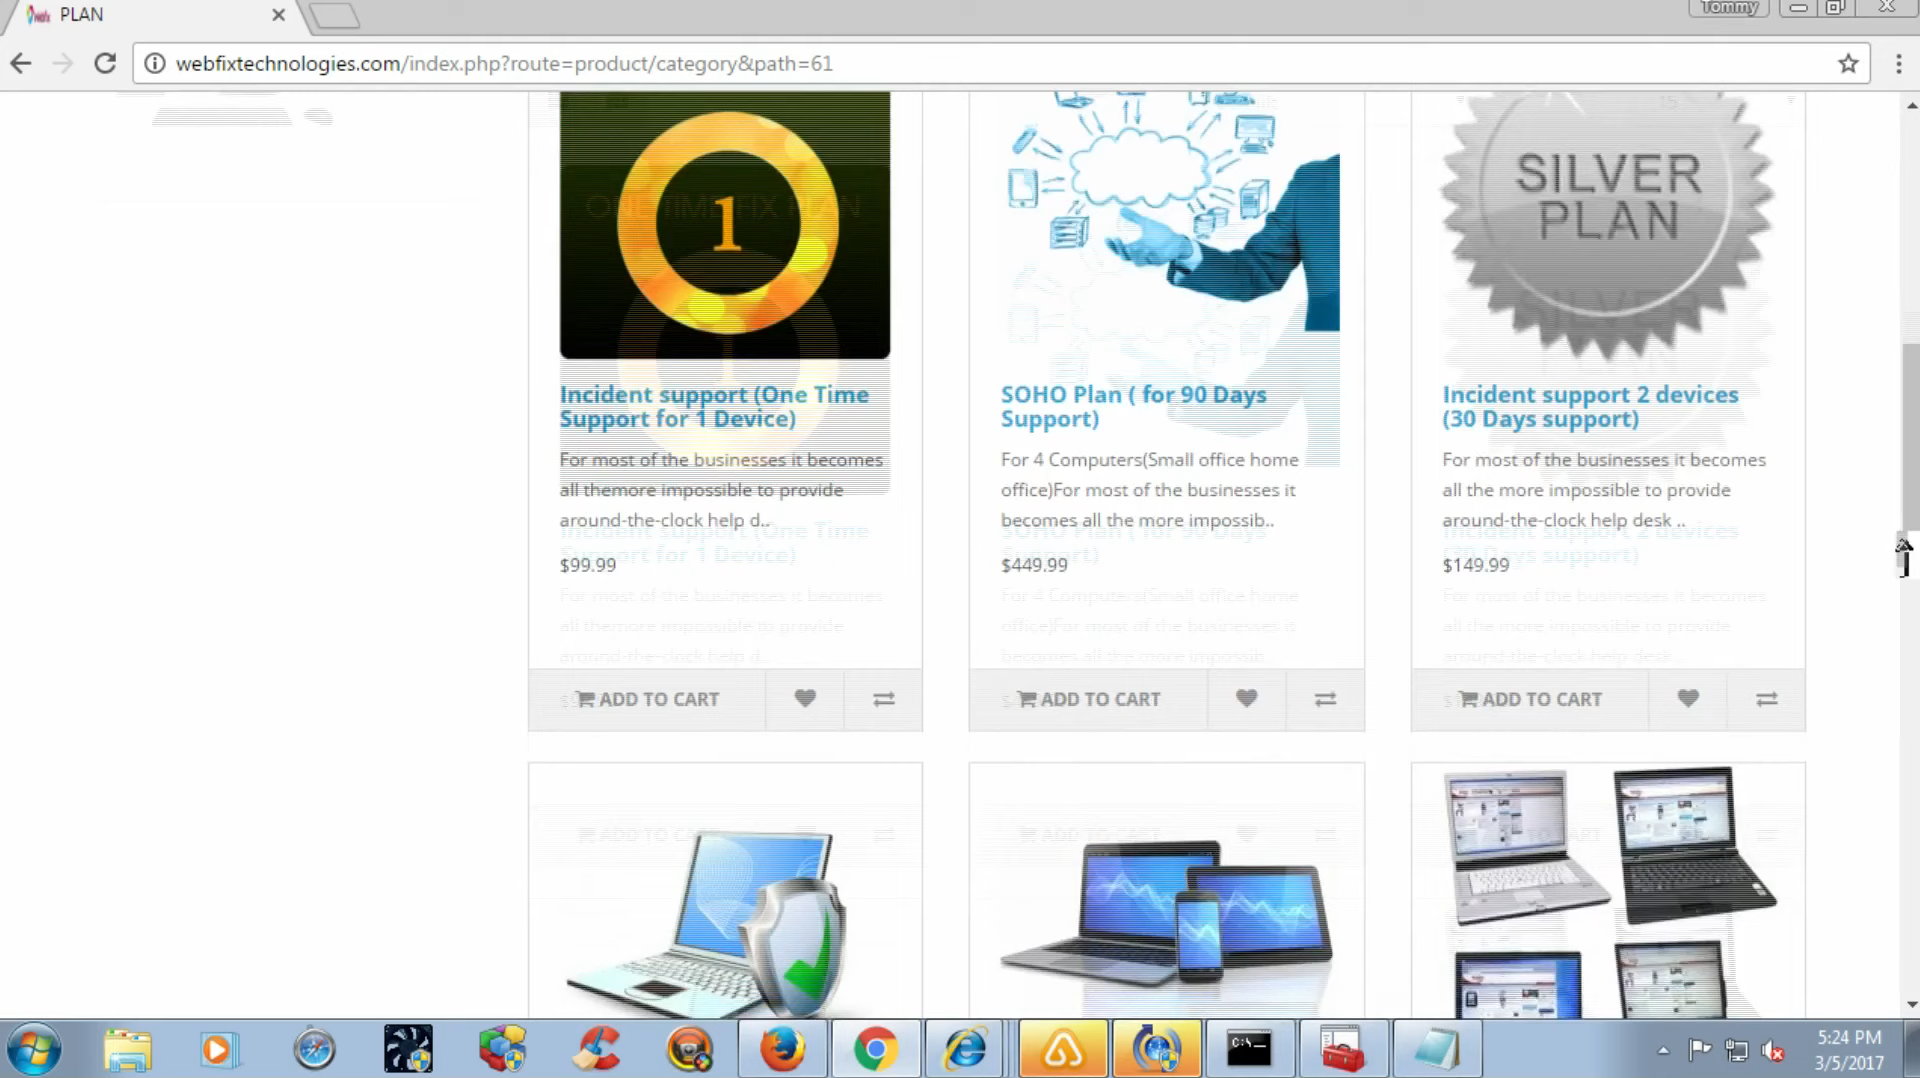 PLAN
Tommy
webfixtechnologies.com/index.php?route=product/category&path=61
ONE TIME FIX PLAN
1
SILVER
PLAN
Incident support (One Time
Support for 1 Device)
For most of the businesses it becomes
all themore impossible to provide
around-the-clock help d..
$99.99
ADD TO CART
SOHO Plan ( for 90 Days
Support)
For 4 Computers(Small office home
office)For most of the businesses it
becomes all the more impossib..
$449.99
ADD TO CART
Incident support 2 devices
(30 Days support)
For most of the businesses it becomes
all the more impossible to provide
around-the-clock help desk ..
$149.99
ADD TO CART
C:\_
5:24 PM
3/5/2017